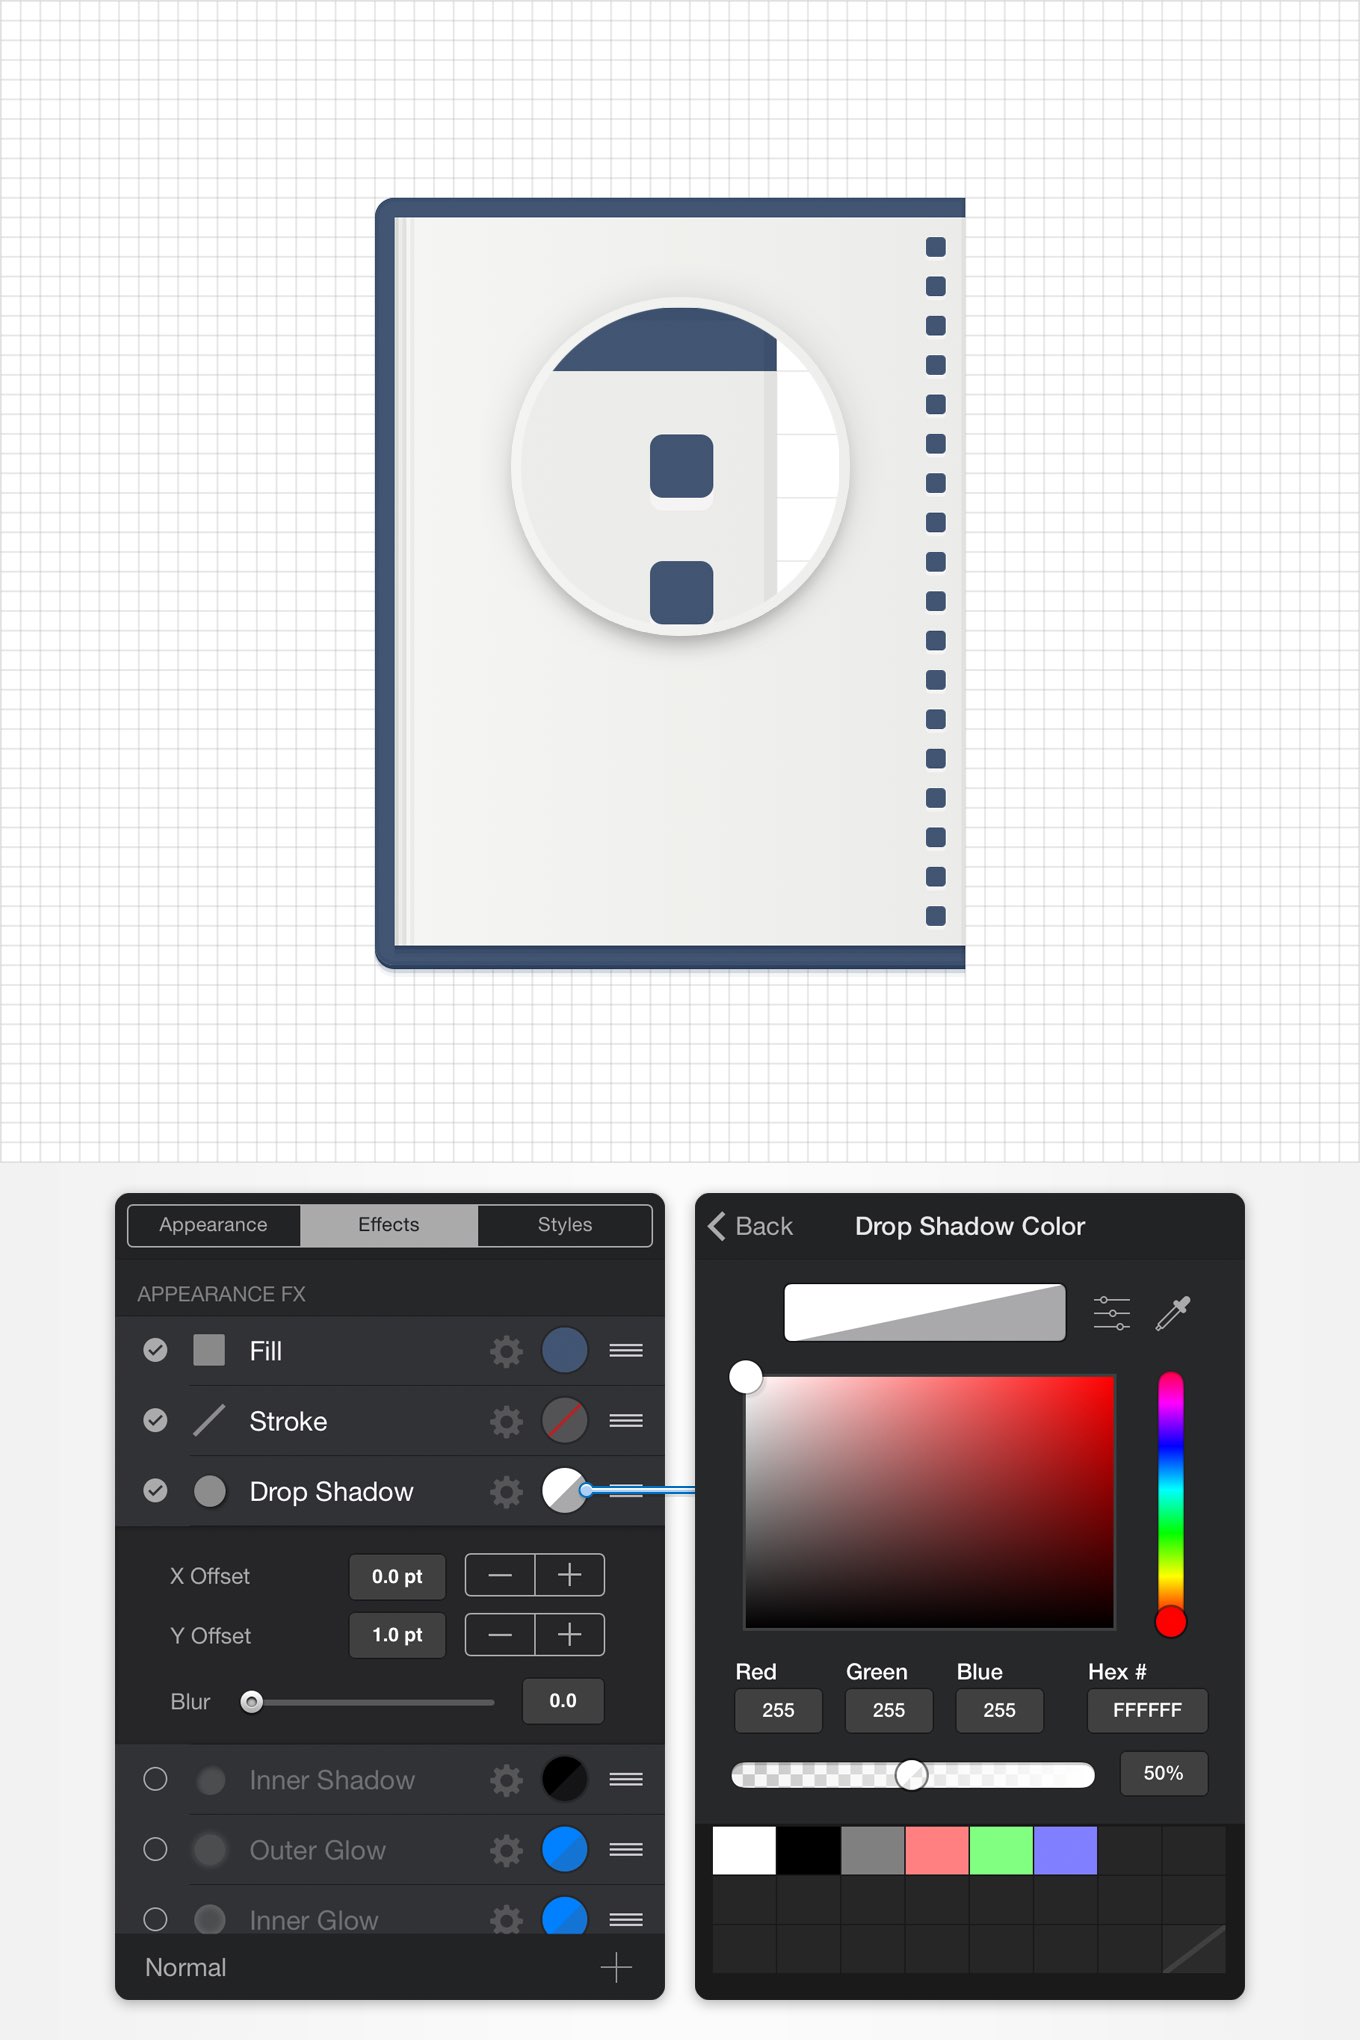 Appearance Effects Styles
APPEARANCE FX
Fill
Stroke
Drop Shadow
X Offset 0.0 pt
Y Offset 1.0 pt
Blur 0.0
Inner Shadow
Outer Glow
Inner Glow
Normal
Back Drop Shadow Color
Red Green Blue Hex #
255 255 255 FFFFFF
50%